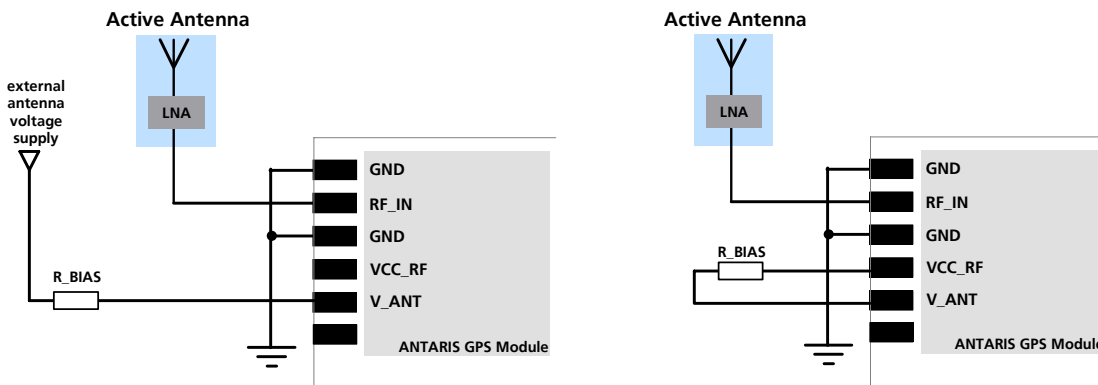 Active Antenna
external
antenna
voltage
supply
LNA
GND
RF_IN
GND
VCC_RF
R_BIAS
V_ANT
ANTARIS GPS Module
Active Antenna
LNA
GND
RF_IN
GND
R_BIAS
VCC_RF
V_ANT
ANTARIS GPS Module